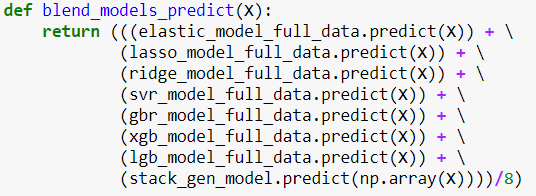 def blend_models_predict(X):
return (((elastic_model_full_data.predict(X)) + \
(lasso_model_full_data.predict(X)) + \
(ridge_model_full_data.predict(X)) + \
(svr_model_full_data.predict(X)) + \
(gbr_model_full_data.predict(X)) + \
(xgb_model_full_data.predict(X)) + \
(lgb_model_full_data.predict(X)) + \
(stack_gen_model.predict(np.array(X))))/8)